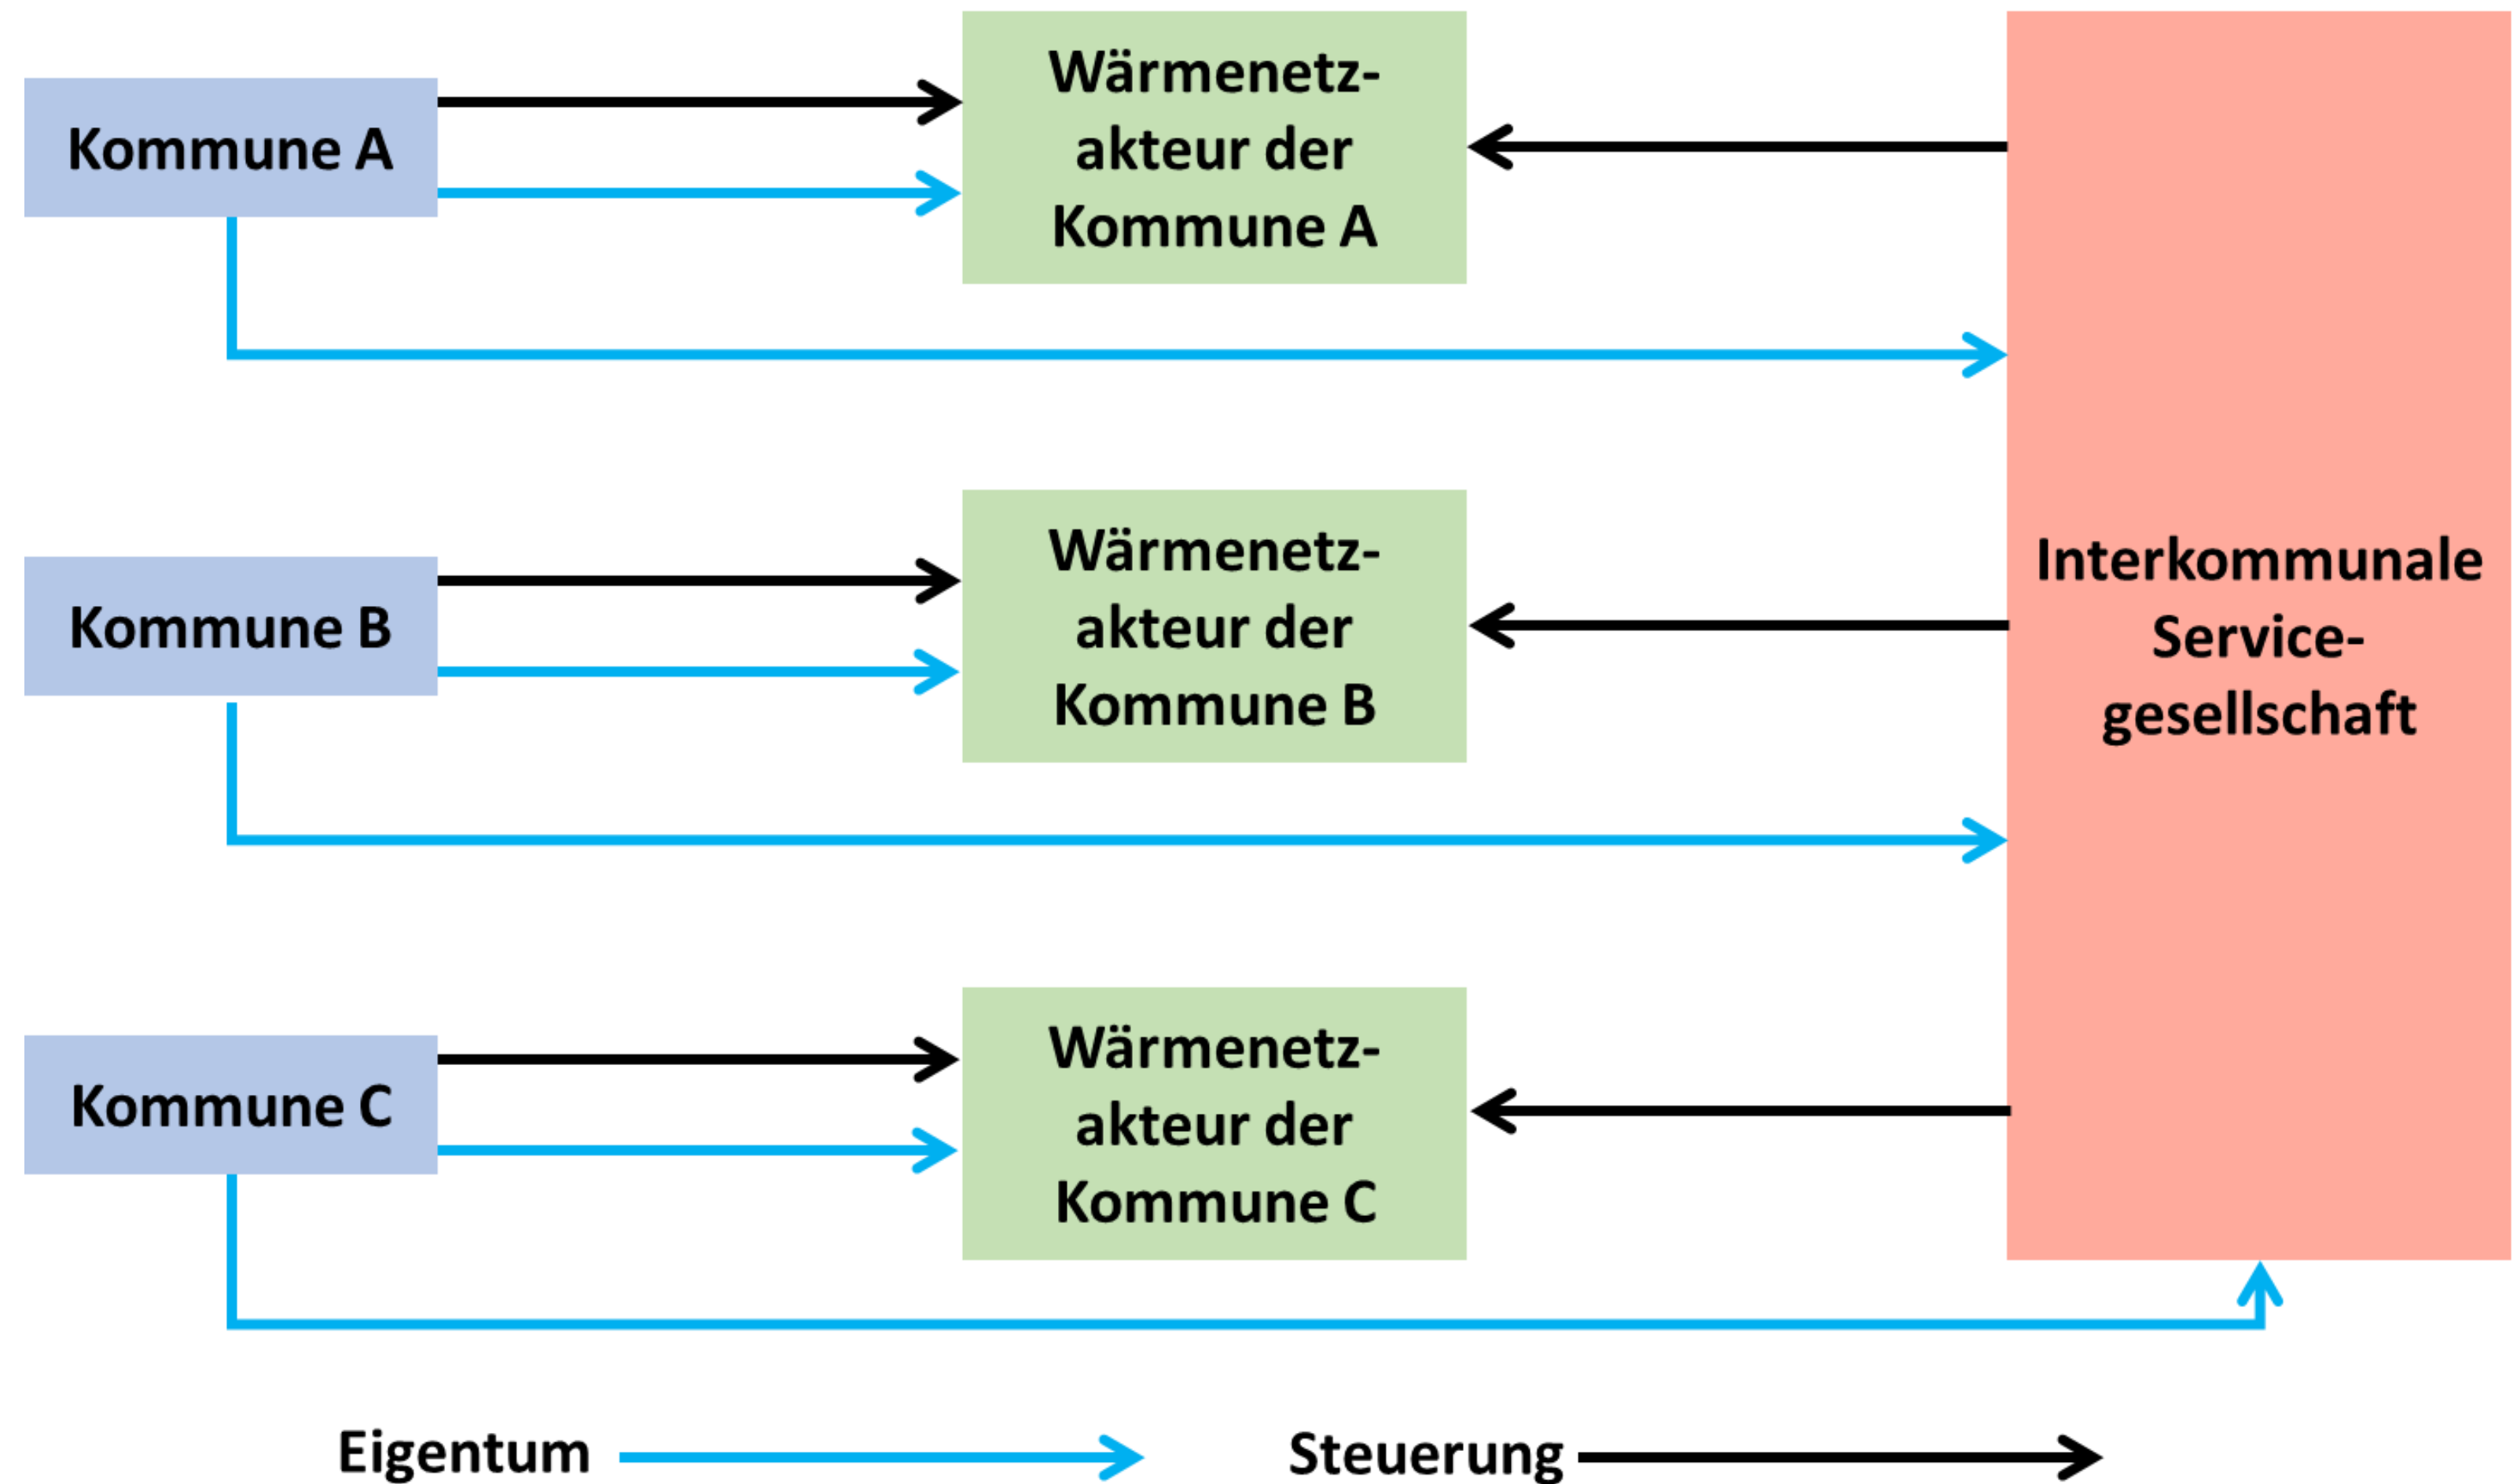 Kommune A
Wärmenetz-
akteur der
Kommune A
Kommune B
Wärmenetz-
akteur der
Kommune B
Interkommunale
Service-
gesellschaft
Kommune C
Wärmenetz-
akteur der
Kommune C
Eigentum
Steuerung